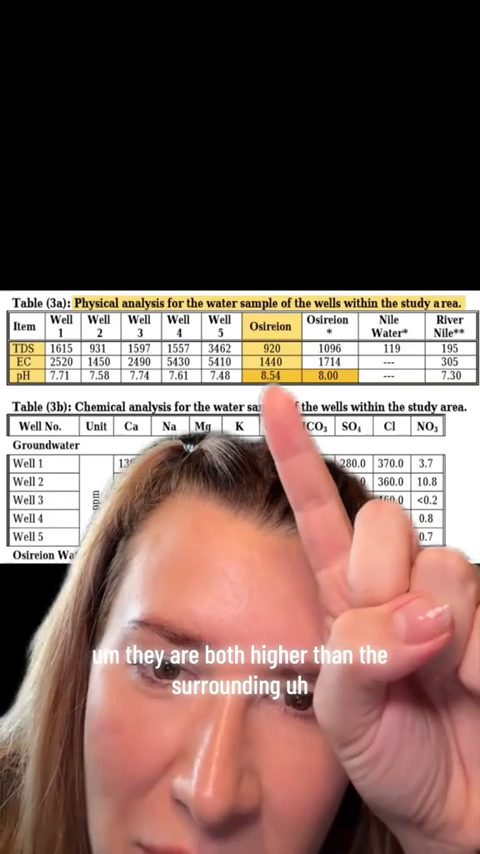 Table (3a): Physical analysis for the water sample of the wells within the study area.
Item Well 1 Well 2 Well 3 Well 4 Well 5 Osireion Osireion * Nile Water* River Nile**
TDS 1615 931 1597 1557 3462 920 1096 119 195
EC 2520 1450 2490 5430 5410 1440 1714 --- 305
pH 7.71 7.58 7.74 7.61 7.48 8.54 8.00 --- 7.30
Table (3b): Chemical analysis for the water of the wells within the study area.
Well No. Unit Ca Na Mg K SO₄ Cl NO₃
Groundwater
Well 1 280.0 370.0 3.7
Well 2 ppm 360.0 10.8
Well 3 <0.2
Well 4 0.8
Well 5 0.7
Osireion
um they are both higher than the
surrounding uh